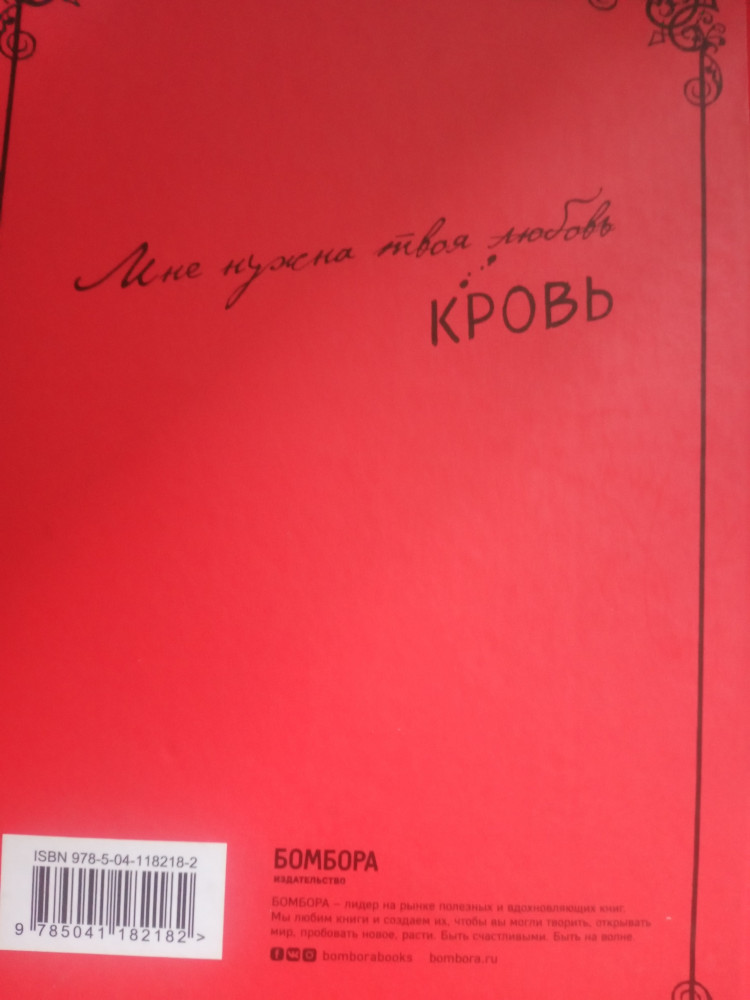 Мне нужна твоя любовь
КРОВЬ
ISBN 978-5-04-118218-2
9 785041 182182 >
БОМБОРА
ИЗДАТЕЛЬСТВО
БОМБОРА – лидер на рынке полезных и вдохновляющих книг.
Мы любим книги и создаем их, чтобы вы могли творить, открывать
мир, пробовать новое, расти. Быть счастливыми. Быть на волне.
bomborabooks bombora.ru